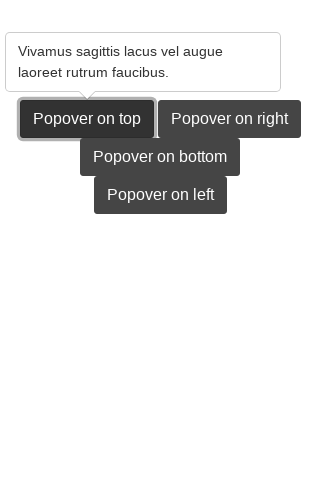 Vivamus sagittis lacus vel augue
laoreet rutrum faucibus.
Popover on top Popover on right
Popover on bottom
Popover on left